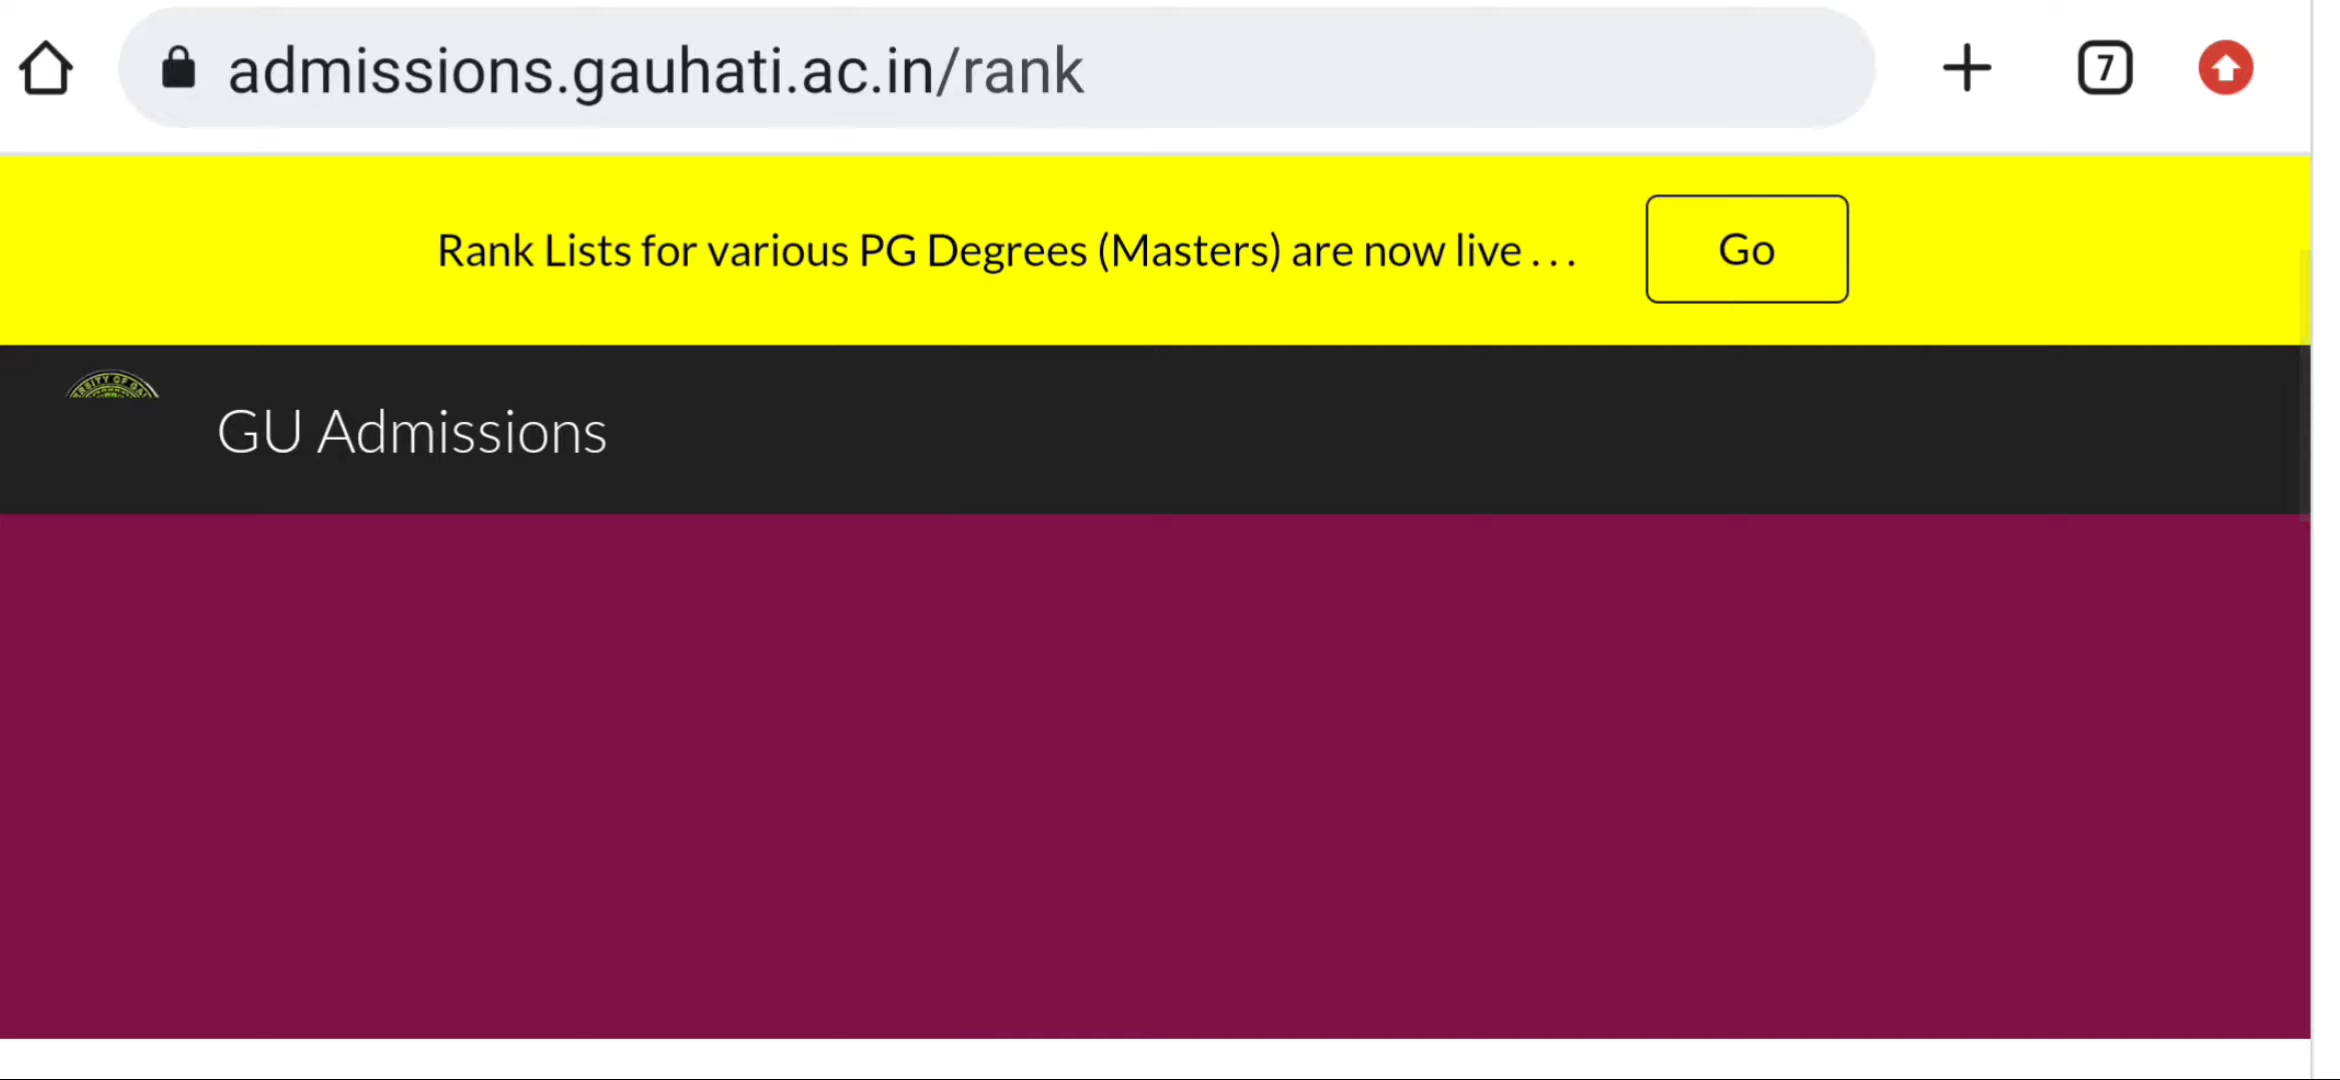 admissions.gauhati.ac.in/rank
7
Rank Lists for various PG Degrees (Masters) are now live . . .
Go
GU Admissions